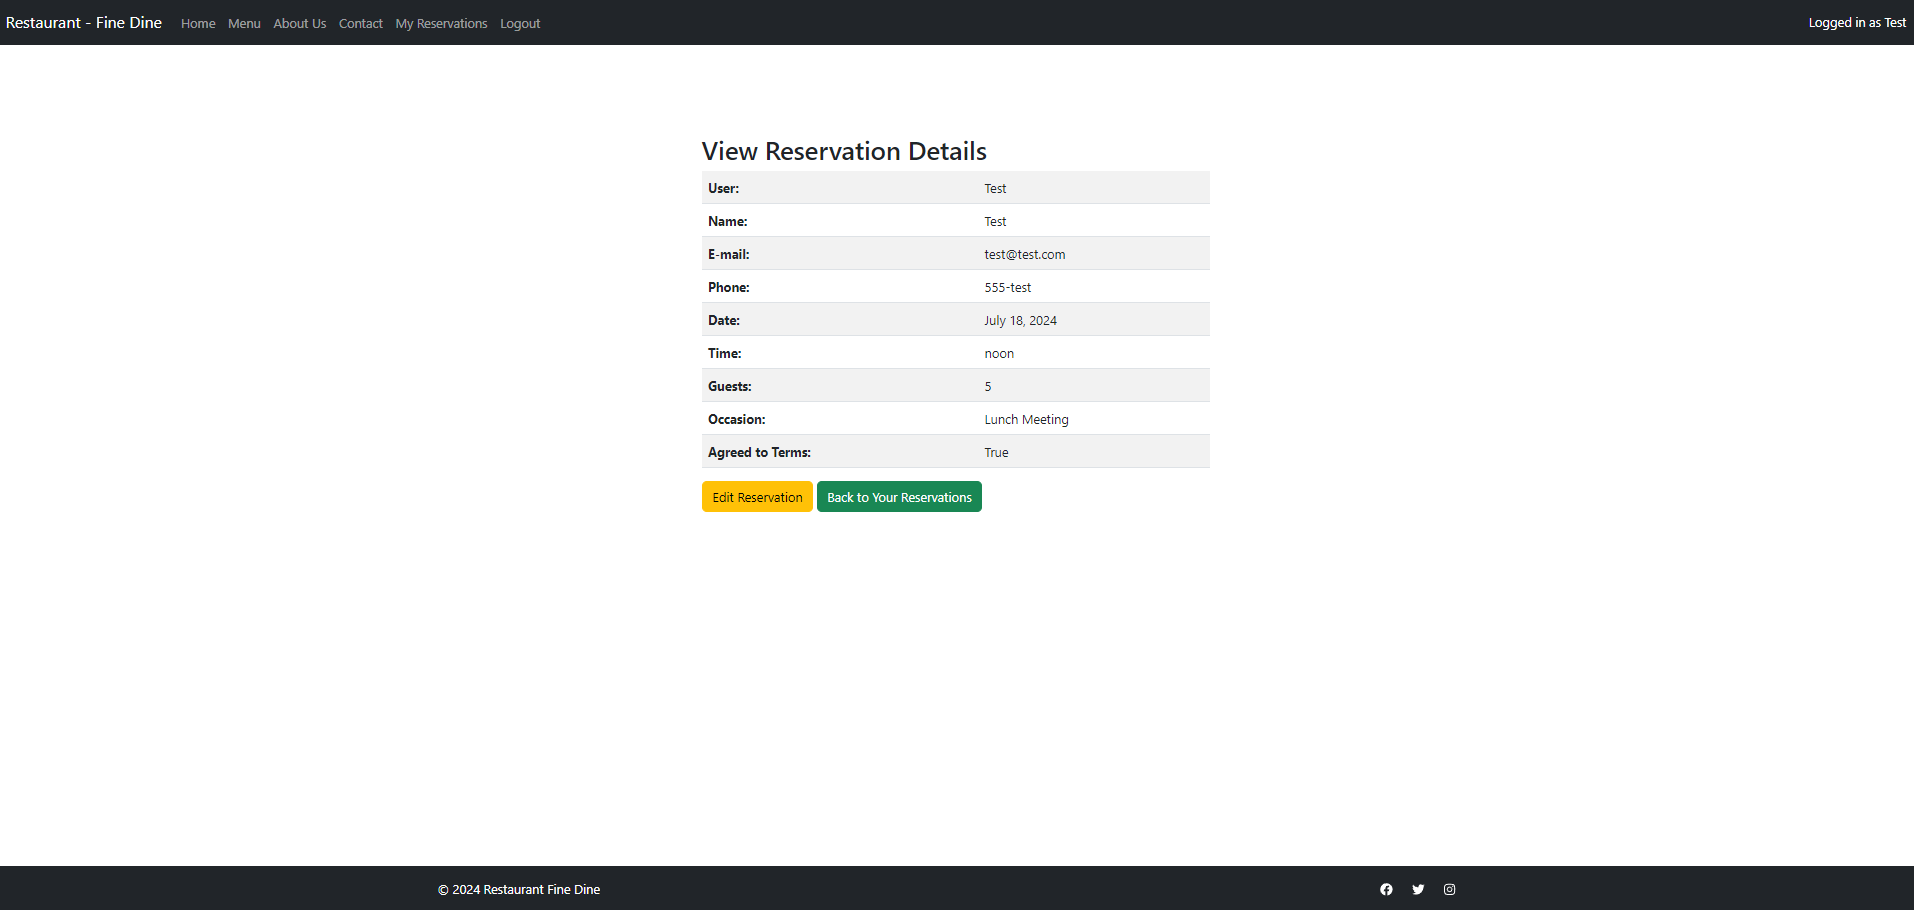 Restaurant - Fine Dine Home Menu About Us Contact My Reservations Logout Logged in as Test
View Reservation Details
User: Test
Name: Test
E-mail: test@test.com
Phone: 555-test
Date: July 18, 2024
Time: noon
Guests: 5
Occasion: Lunch Meeting
Agreed to Terms: True
Edit Reservation Back to Your Reservations
© 2024 Restaurant Fine Dine